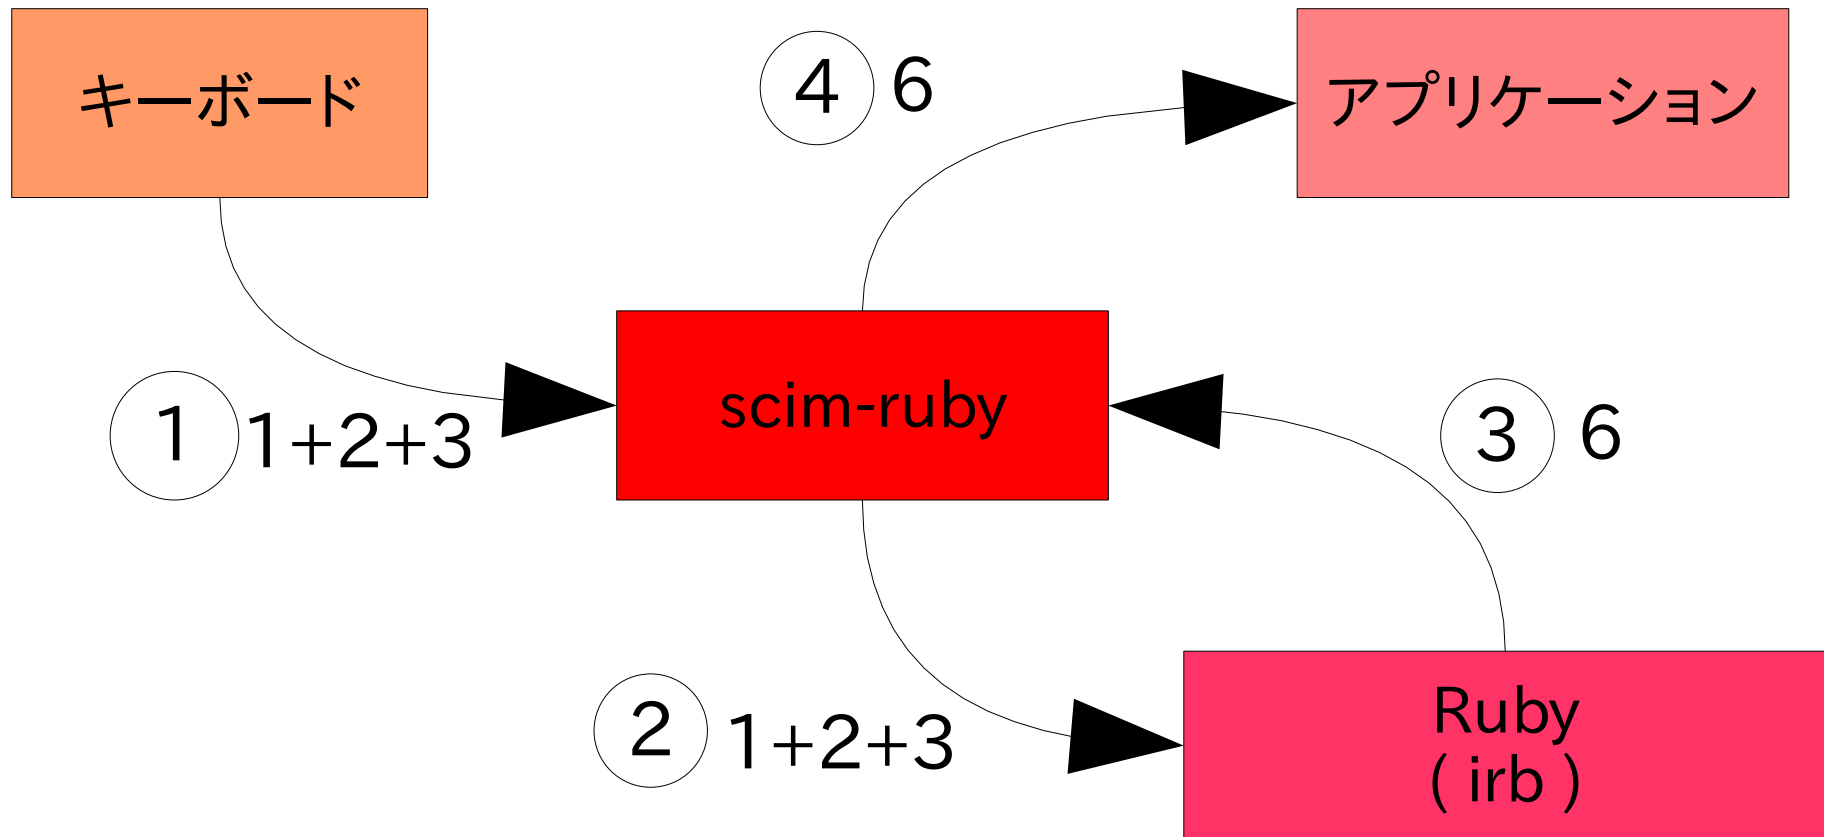 キーボード
④ 6
アプリケーション
scim-ruby
① 1+2+3
③ 6
② 1+2+3
Ruby
( irb )